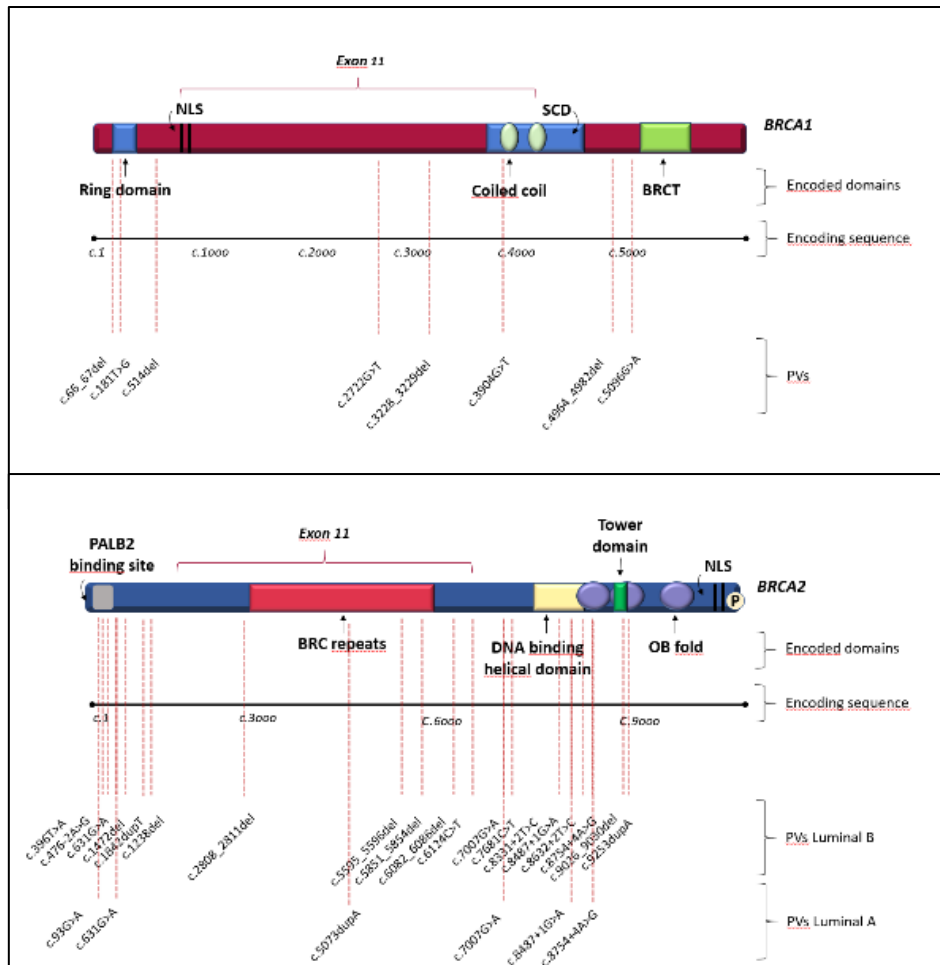 Exon 11
NLS
SCD
BRCA1
Ring domain
Coiled coil
BRCT
Encoded domains
Encoding sequence
c.1
c.1000
c.2000
c.3000
c.4000
c.5000
c.66_67del
c.181T>G
c.514del
c.2722G>T
c.3228_3229del
c.3904G>T
c.4964_4982del
c.5096G>A
PVs
PALB2
binding site
Exon 11
Tower
domain
NLS
BRCA2
P
BRC repeats
DNA binding
helical domain
OB fold
Encoded domains
Encoding sequence
c.1
c.3000
C.6000
c.9000
c.396T>A
c.476-2A>G
c.631G>A
c.1472del
c.1842dupT
c.1238del
c.2808_2811del
c.5595_5596del
c.5851_5854del
c.6082_6086del
c.6124C>T
c.7007G>A
c.7681C>T
c.8331+2T>C
c.8487+1G>A
c.8632+2T>C
c.8754+4A>G
c.9026_9030del
c.9253dupA
PVs Luminal B
c.93G>A
c.631G>A
c.5073dupA
c.7007G>A
c.8487+1G>A
c.8754+4A>G
PVs Luminal A